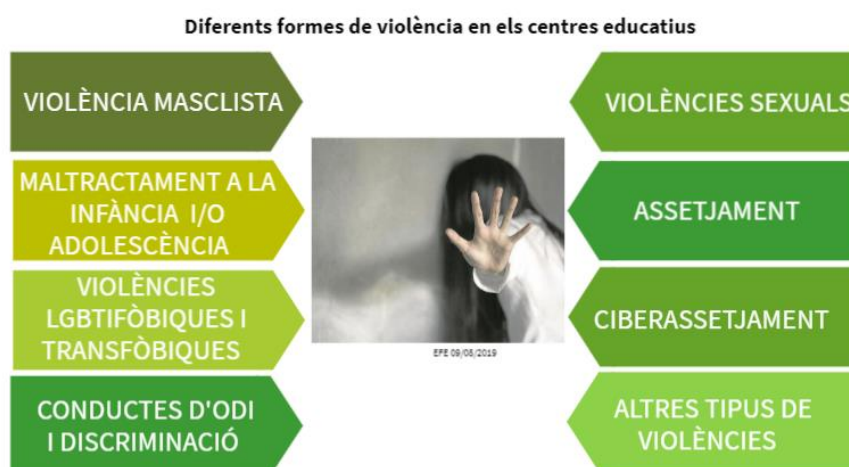 Diferents formes de violència en els centres educatius
VIOLÈNCIA MASCLISTA
MALTRACTAMENT A LA
INFÀNCIA I/O
ADOLESCÈNCIA
VIOLÈNCIES
LGBTIFÒBIQUES I
TRANSFÒBIQUES
CONDUCTES D'ODI
I DISCRIMINACIÓ
EFE 09/08/2019
VIOLÈNCIES SEXUALS
ASSETJAMENT
CIBERASSETJAMENT
ALTRES TIPUS DE
VIOLÈNCIES